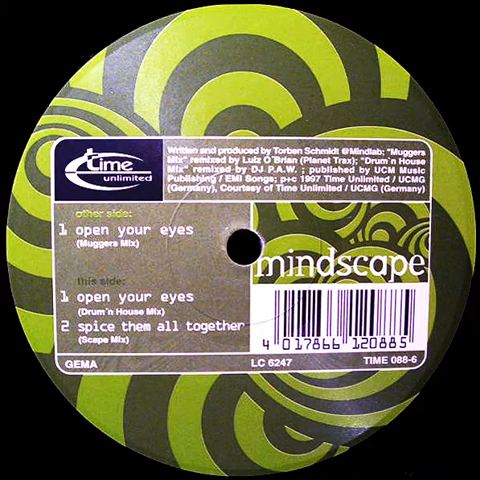 time
unlimited
Written and produced by Torben Schmidt @Mindlab; "Muggers
Mix" remixed by Luiz O´Brian (Planet Trax); "Drum´n House
Mix" remixed by DJ P.A.W. ; published by UCM Music
Publishing / EMI Songs; p+c 1997 Time Unlimited / UCMG
(Germany), Courtesy of Time Unlimited / UCMG (Germany)
other side:
1 open your eyes
(Muggers Mix)
mindscape
this side:
1 open your eyes
(Drum´n House Mix)
2 spice them all together
(Scape Mix)
4 017866 120885
GEMA
LC 6247
TIME 088-6